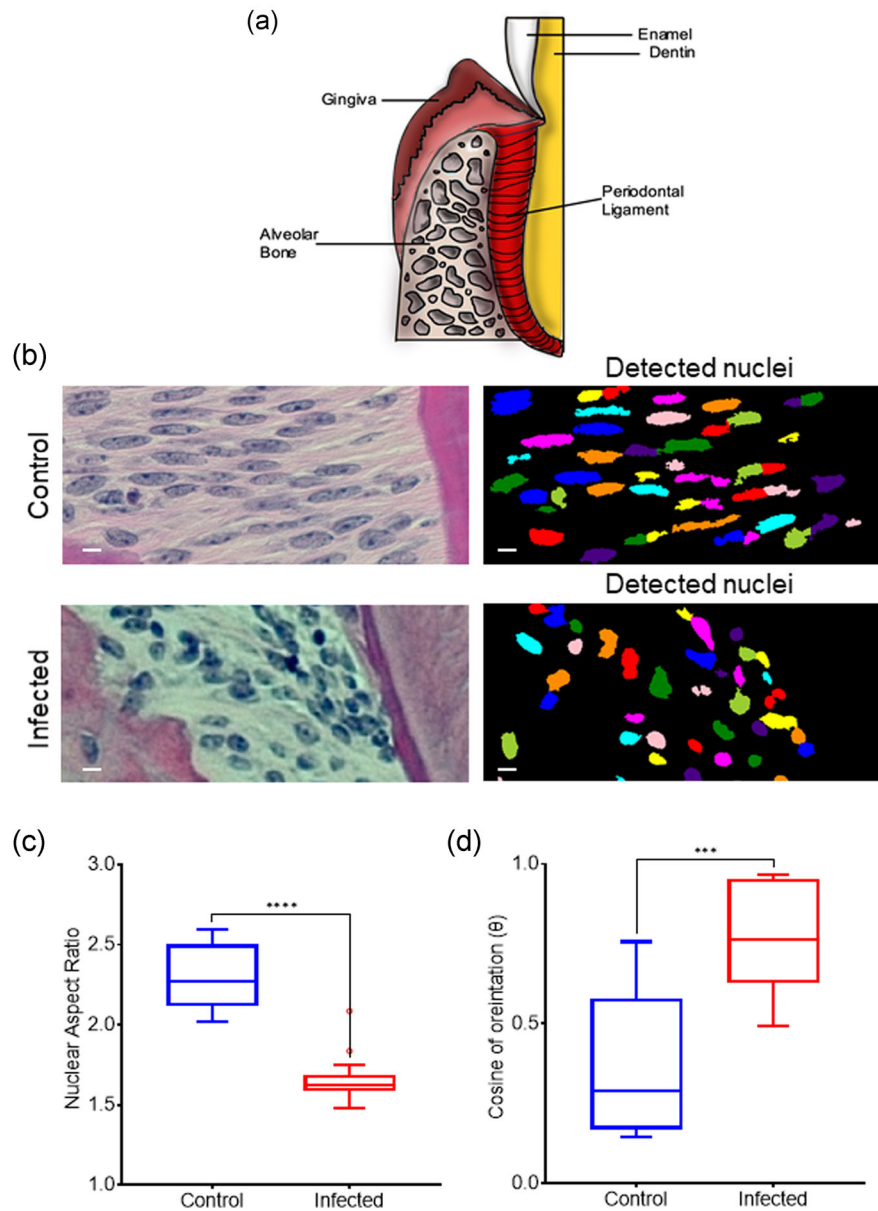 (a)
Enamel
Dentin
Gingiva
Periodontal
Ligament
Alveolar
Bone
(b)
Detected nuclei
Control
Detected nuclei
Infected
(c)
Nuclear Aspect Ratio
3.0
2.5
2.0
1.5
1.0
****
Control
Infected
(d)
Cosine of oreintation (θ)
1.0
0.5
0.0
***
Control
Infected